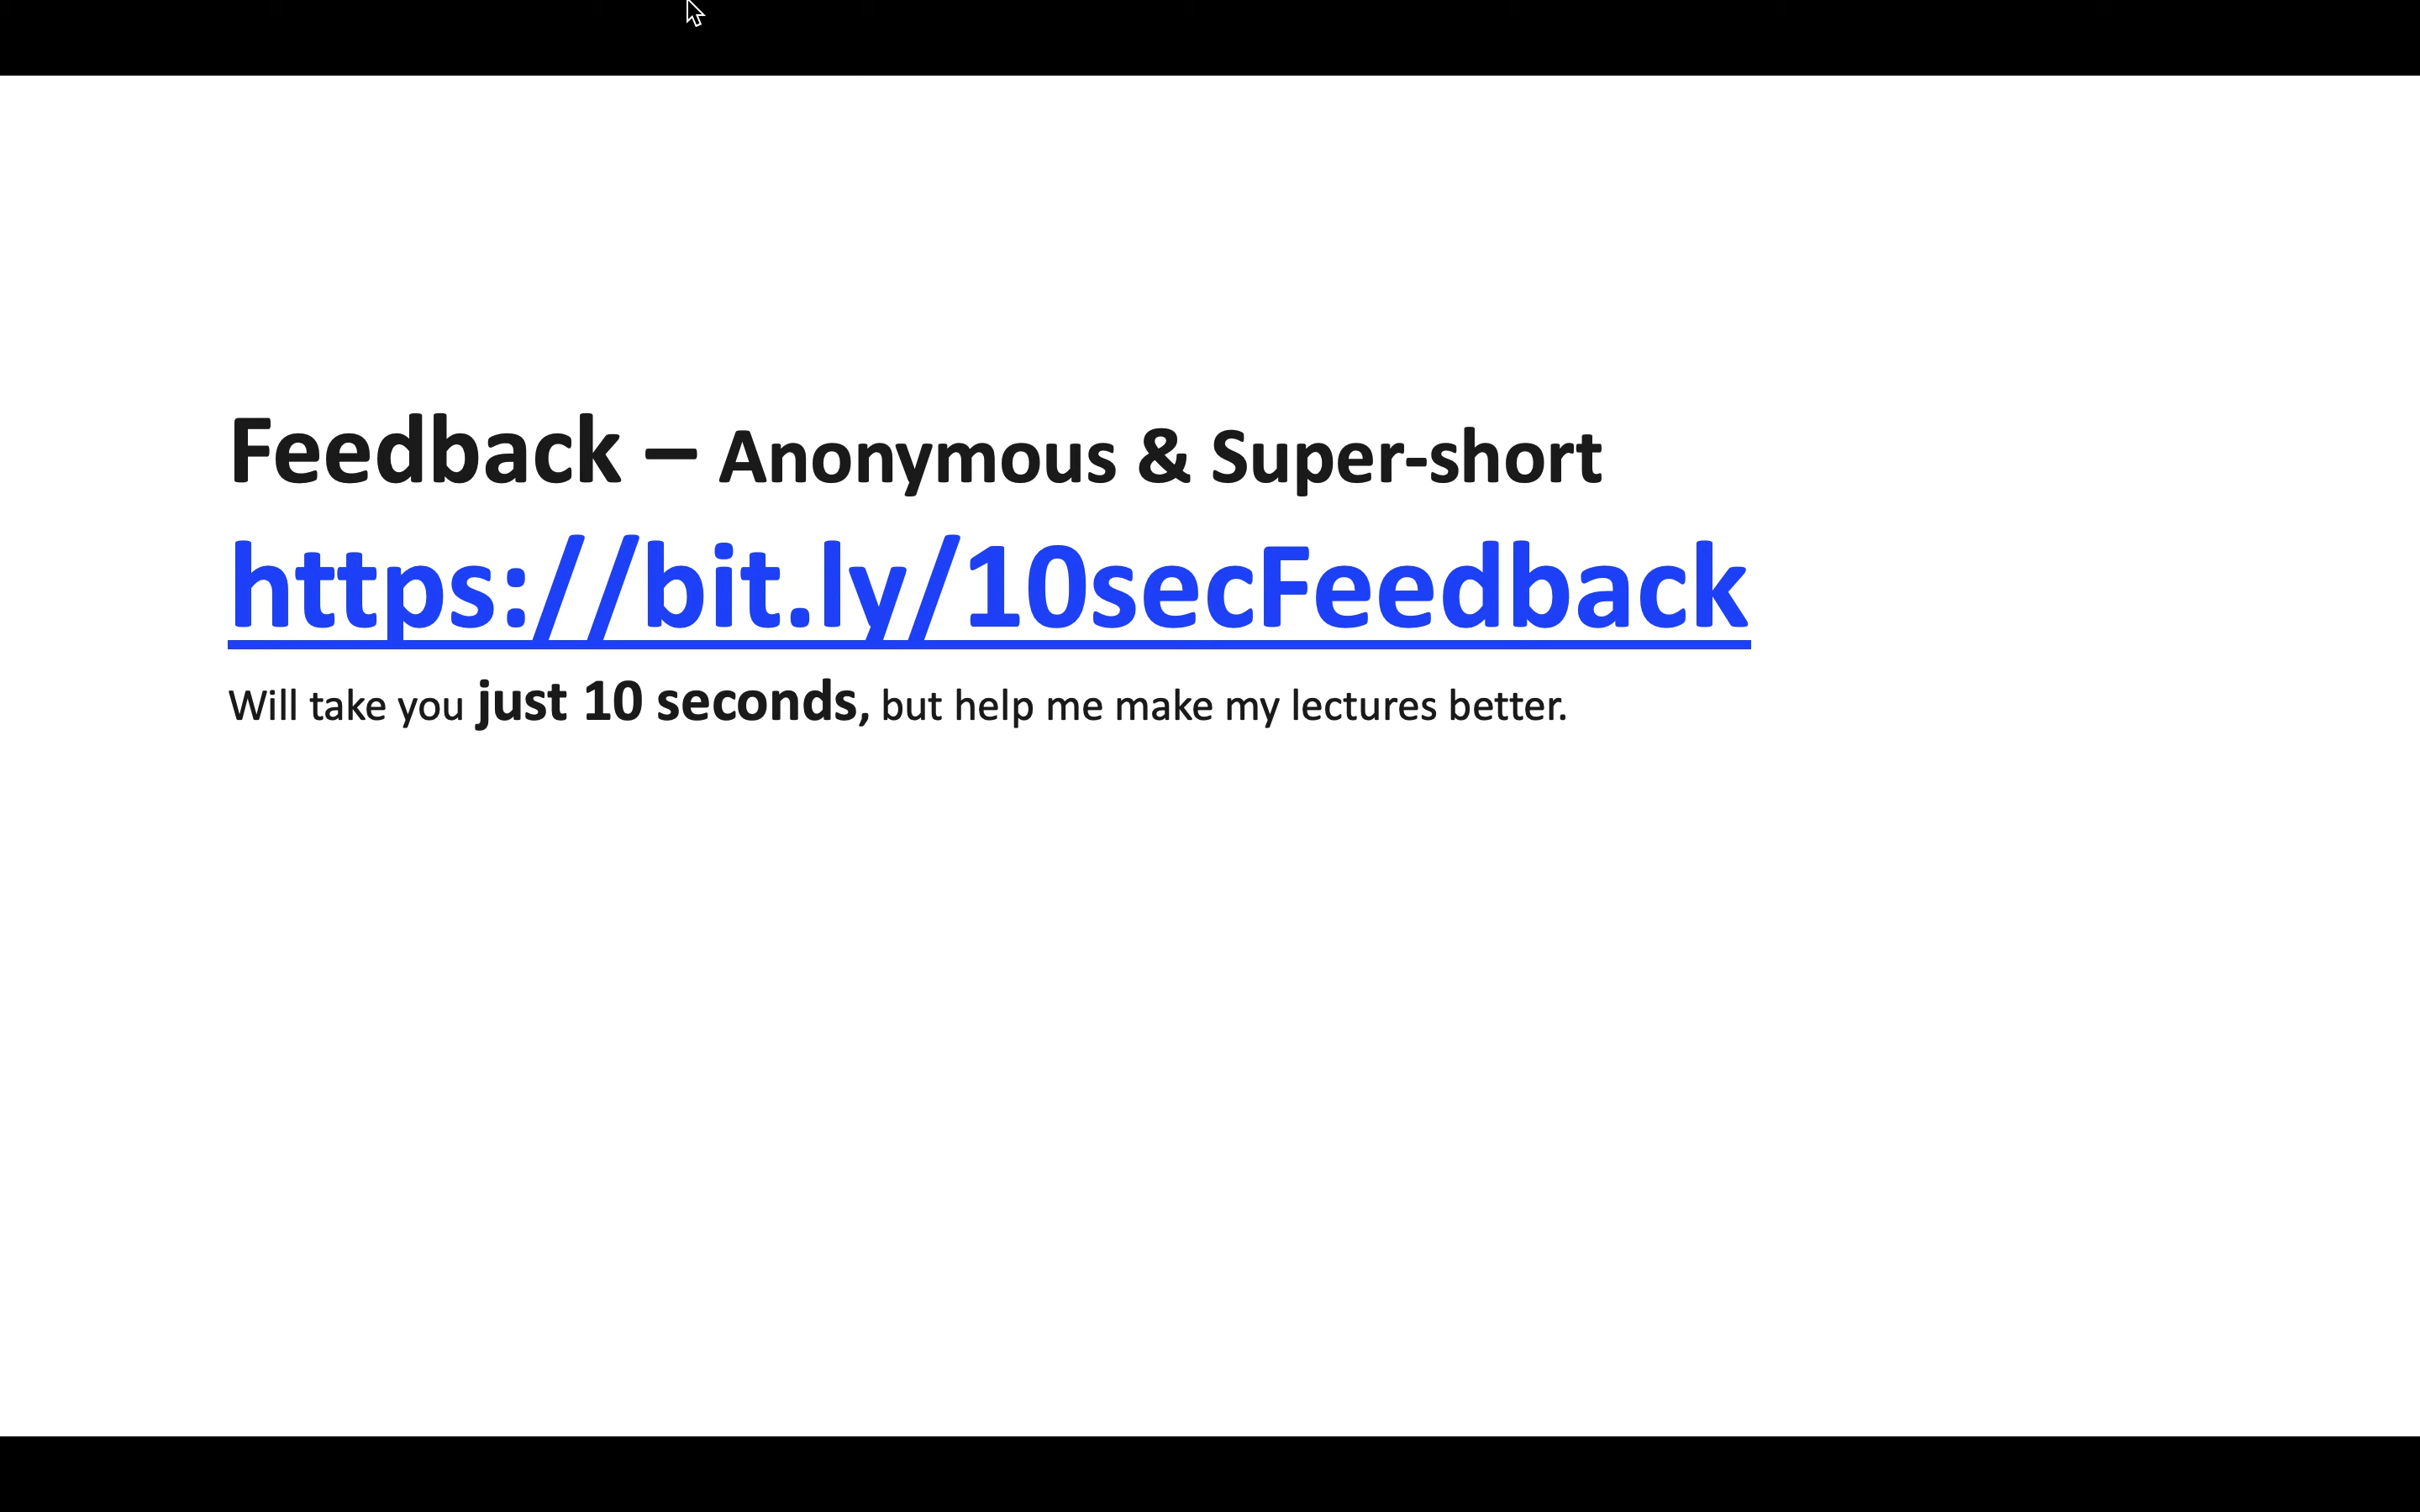 Feedback — Anonymous & Super-short
https://bit.ly/10secFeedback
Will take you just 10 seconds, but help me make my lectures better.